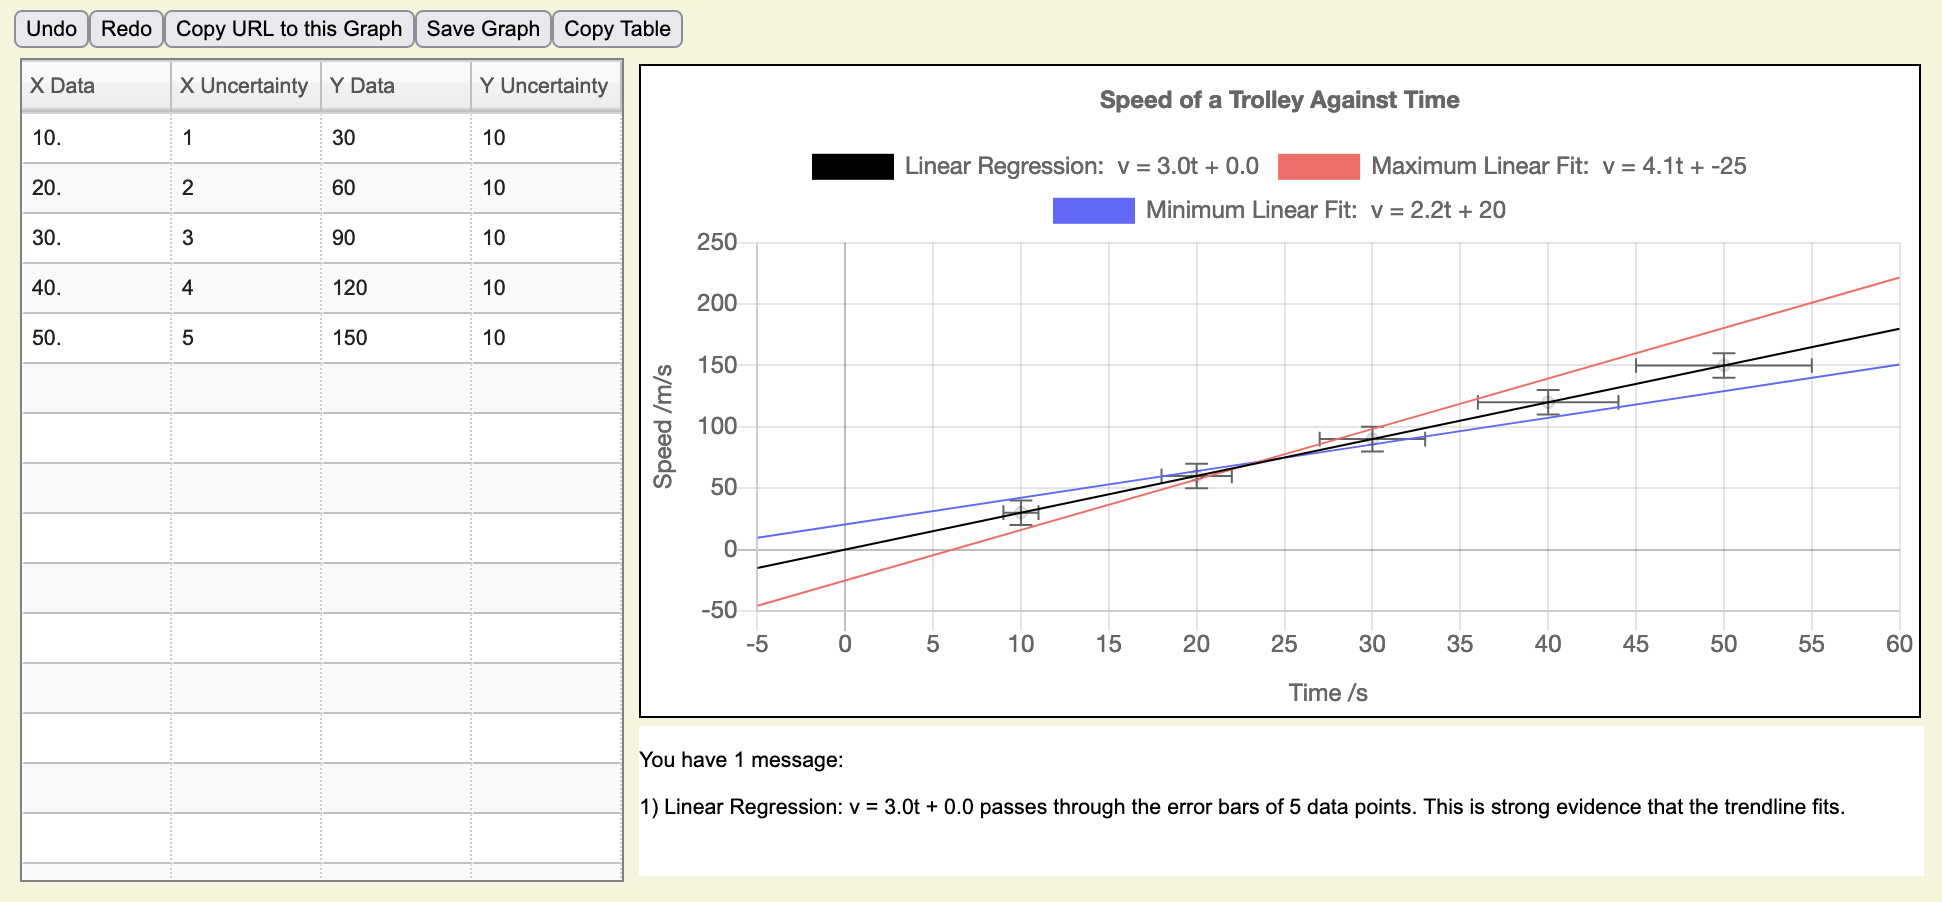 Undo Redo Copy URL to this Graph Save Graph Copy Table
X Data X Uncertainty Y Data Y Uncertainty
10. 1 30 10
20. 2 60 10
30. 3 90 10
40. 4 120 10
50. 5 150 10
Speed of a Trolley Against Time
Linear Regression: v = 3.0t + 0.0 Maximum Linear Fit: v = 4.1t + -25
Minimum Linear Fit: v = 2.2t + 20
250
200
150
100
50
0
-50
Speed /m/s
-5 0 5 10 15 20 25 30 35 40 45 50 55 60
Time /s
You have 1 message:
1) Linear Regression: v = 3.0t + 0.0 passes through the error bars of 5 data points. This is strong evidence that the trendline fits.